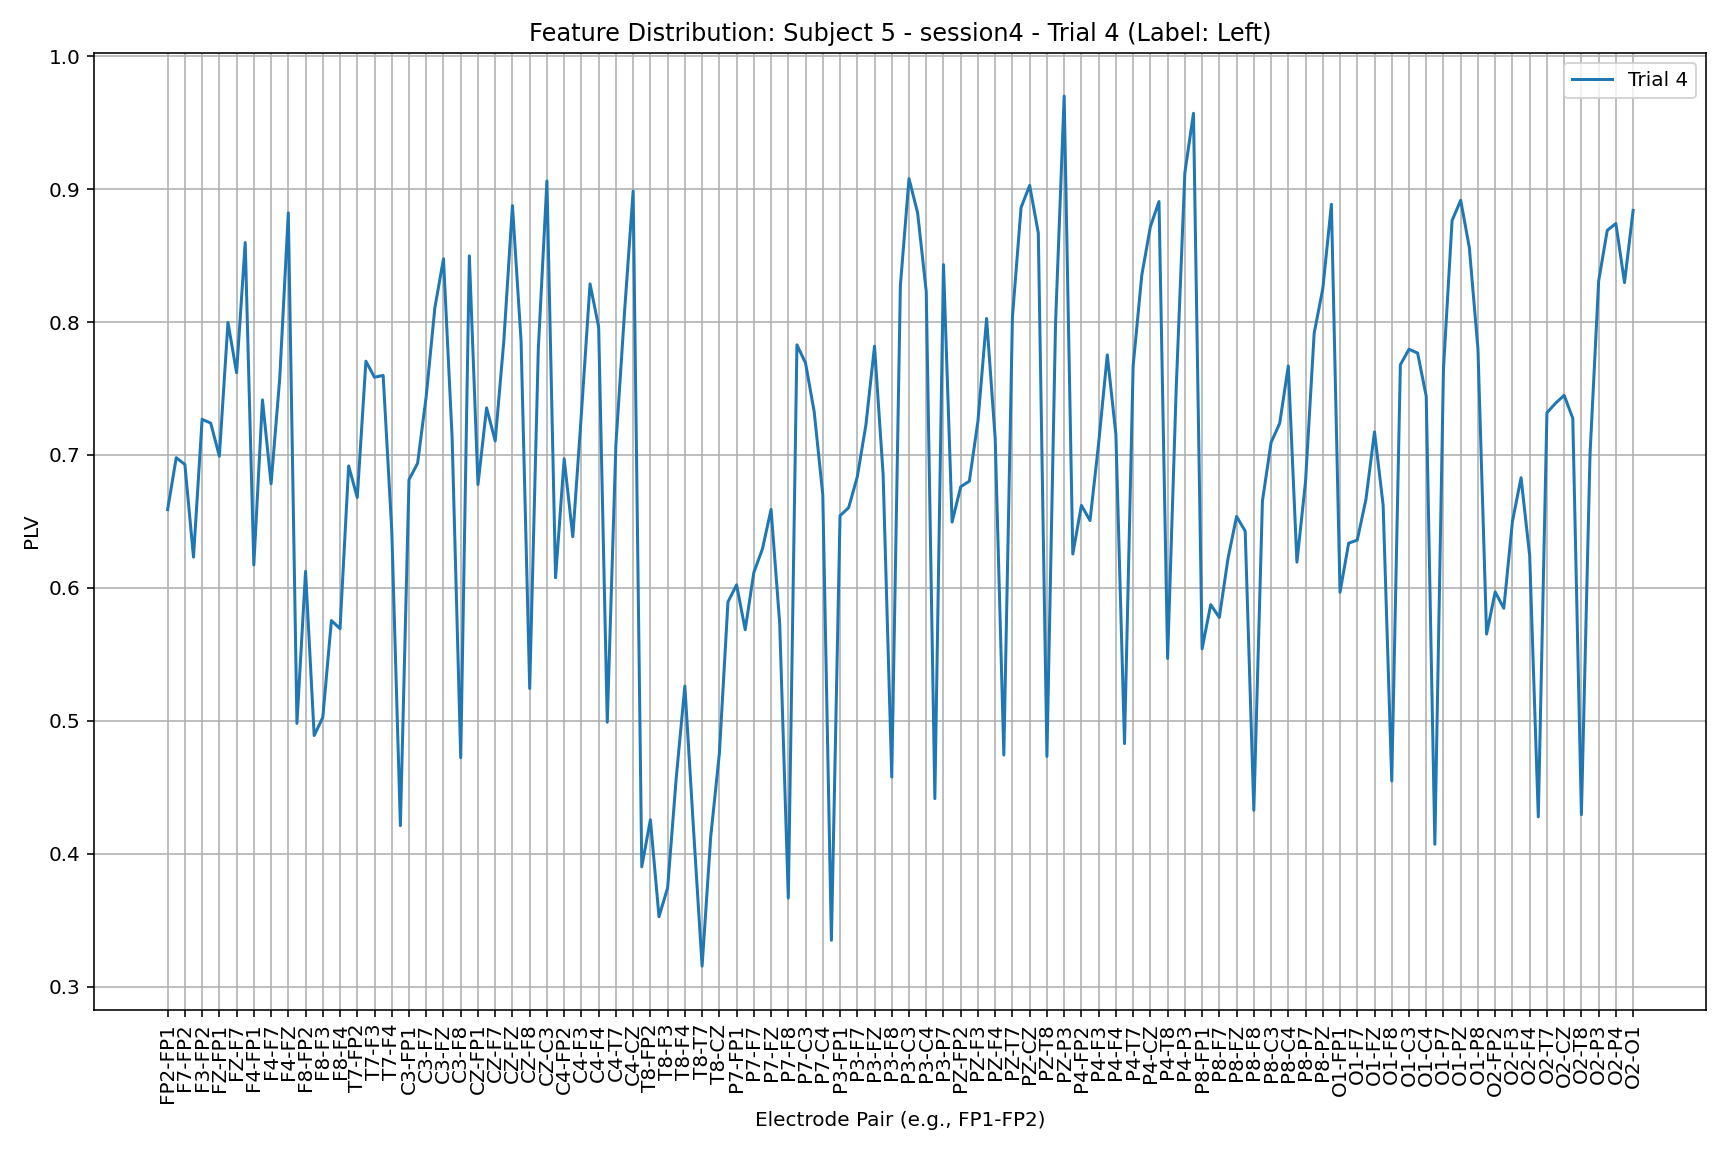 Feature Distribution: Subject 5 - session4 - Trial 4 (Label: Left)
Trial 4
PLV
1.0
0.9
0.8
0.7
0.6
0.5
0.4
0.3
FP2-FP1
F7-FP2
F3-FP2
FZ-FP1
FZ-F7
F4-FP1
F4-F7
F4-FZ
F8-FP2
F8-F3
F8-F4
T7-FP2
T7-F3
T7-F4
C3-FP1
C3-F7
C3-FZ
C3-F8
CZ-FP1
CZ-F7
CZ-FZ
CZ-F8
CZ-C3
C4-FP2
C4-F3
C4-F4
C4-T7
C4-CZ
T8-FP2
T8-F3
T8-F4
T8-T7
T8-CZ
P7-FP1
P7-F7
P7-FZ
P7-F8
P7-C3
P7-C4
P3-FP1
P3-F7
P3-FZ
P3-F8
P3-C3
P3-C4
P3-P7
PZ-FP2
PZ-F3
PZ-F4
PZ-T7
PZ-CZ
PZ-T8
PZ-P3
P4-FP2
P4-F3
P4-F4
P4-T7
P4-CZ
P4-T8
P4-P3
P8-FP1
P8-F7
P8-FZ
P8-F8
P8-C3
P8-C4
P8-P7
P8-PZ
O1-FP1
O1-F7
O1-FZ
O1-F8
O1-C3
O1-C4
O1-P7
O1-PZ
O1-P8
O2-FP2
O2-F3
O2-F4
O2-T7
O2-CZ
O2-T8
O2-P3
O2-P4
O2-O1
Electrode Pair (e.g., FP1-FP2)